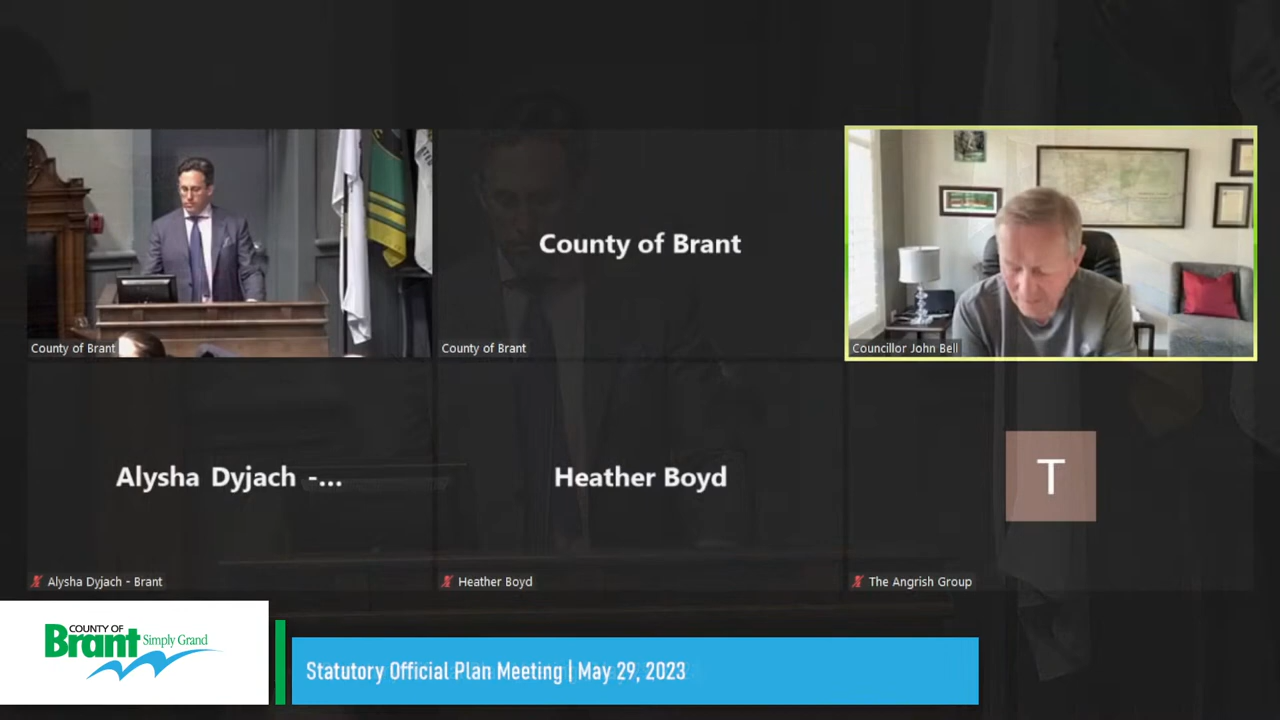 County of Brant
County of Brant
County of Brant
Councillor John Bell
Alysha Dyjach -...
Heather Boyd
T
Alysha Dyjach - Brant
Heather Boyd
The Angrish Group
COUNTY OF
Brant Simply Grand
Statutory Official Plan Meeting | May 29, 2023